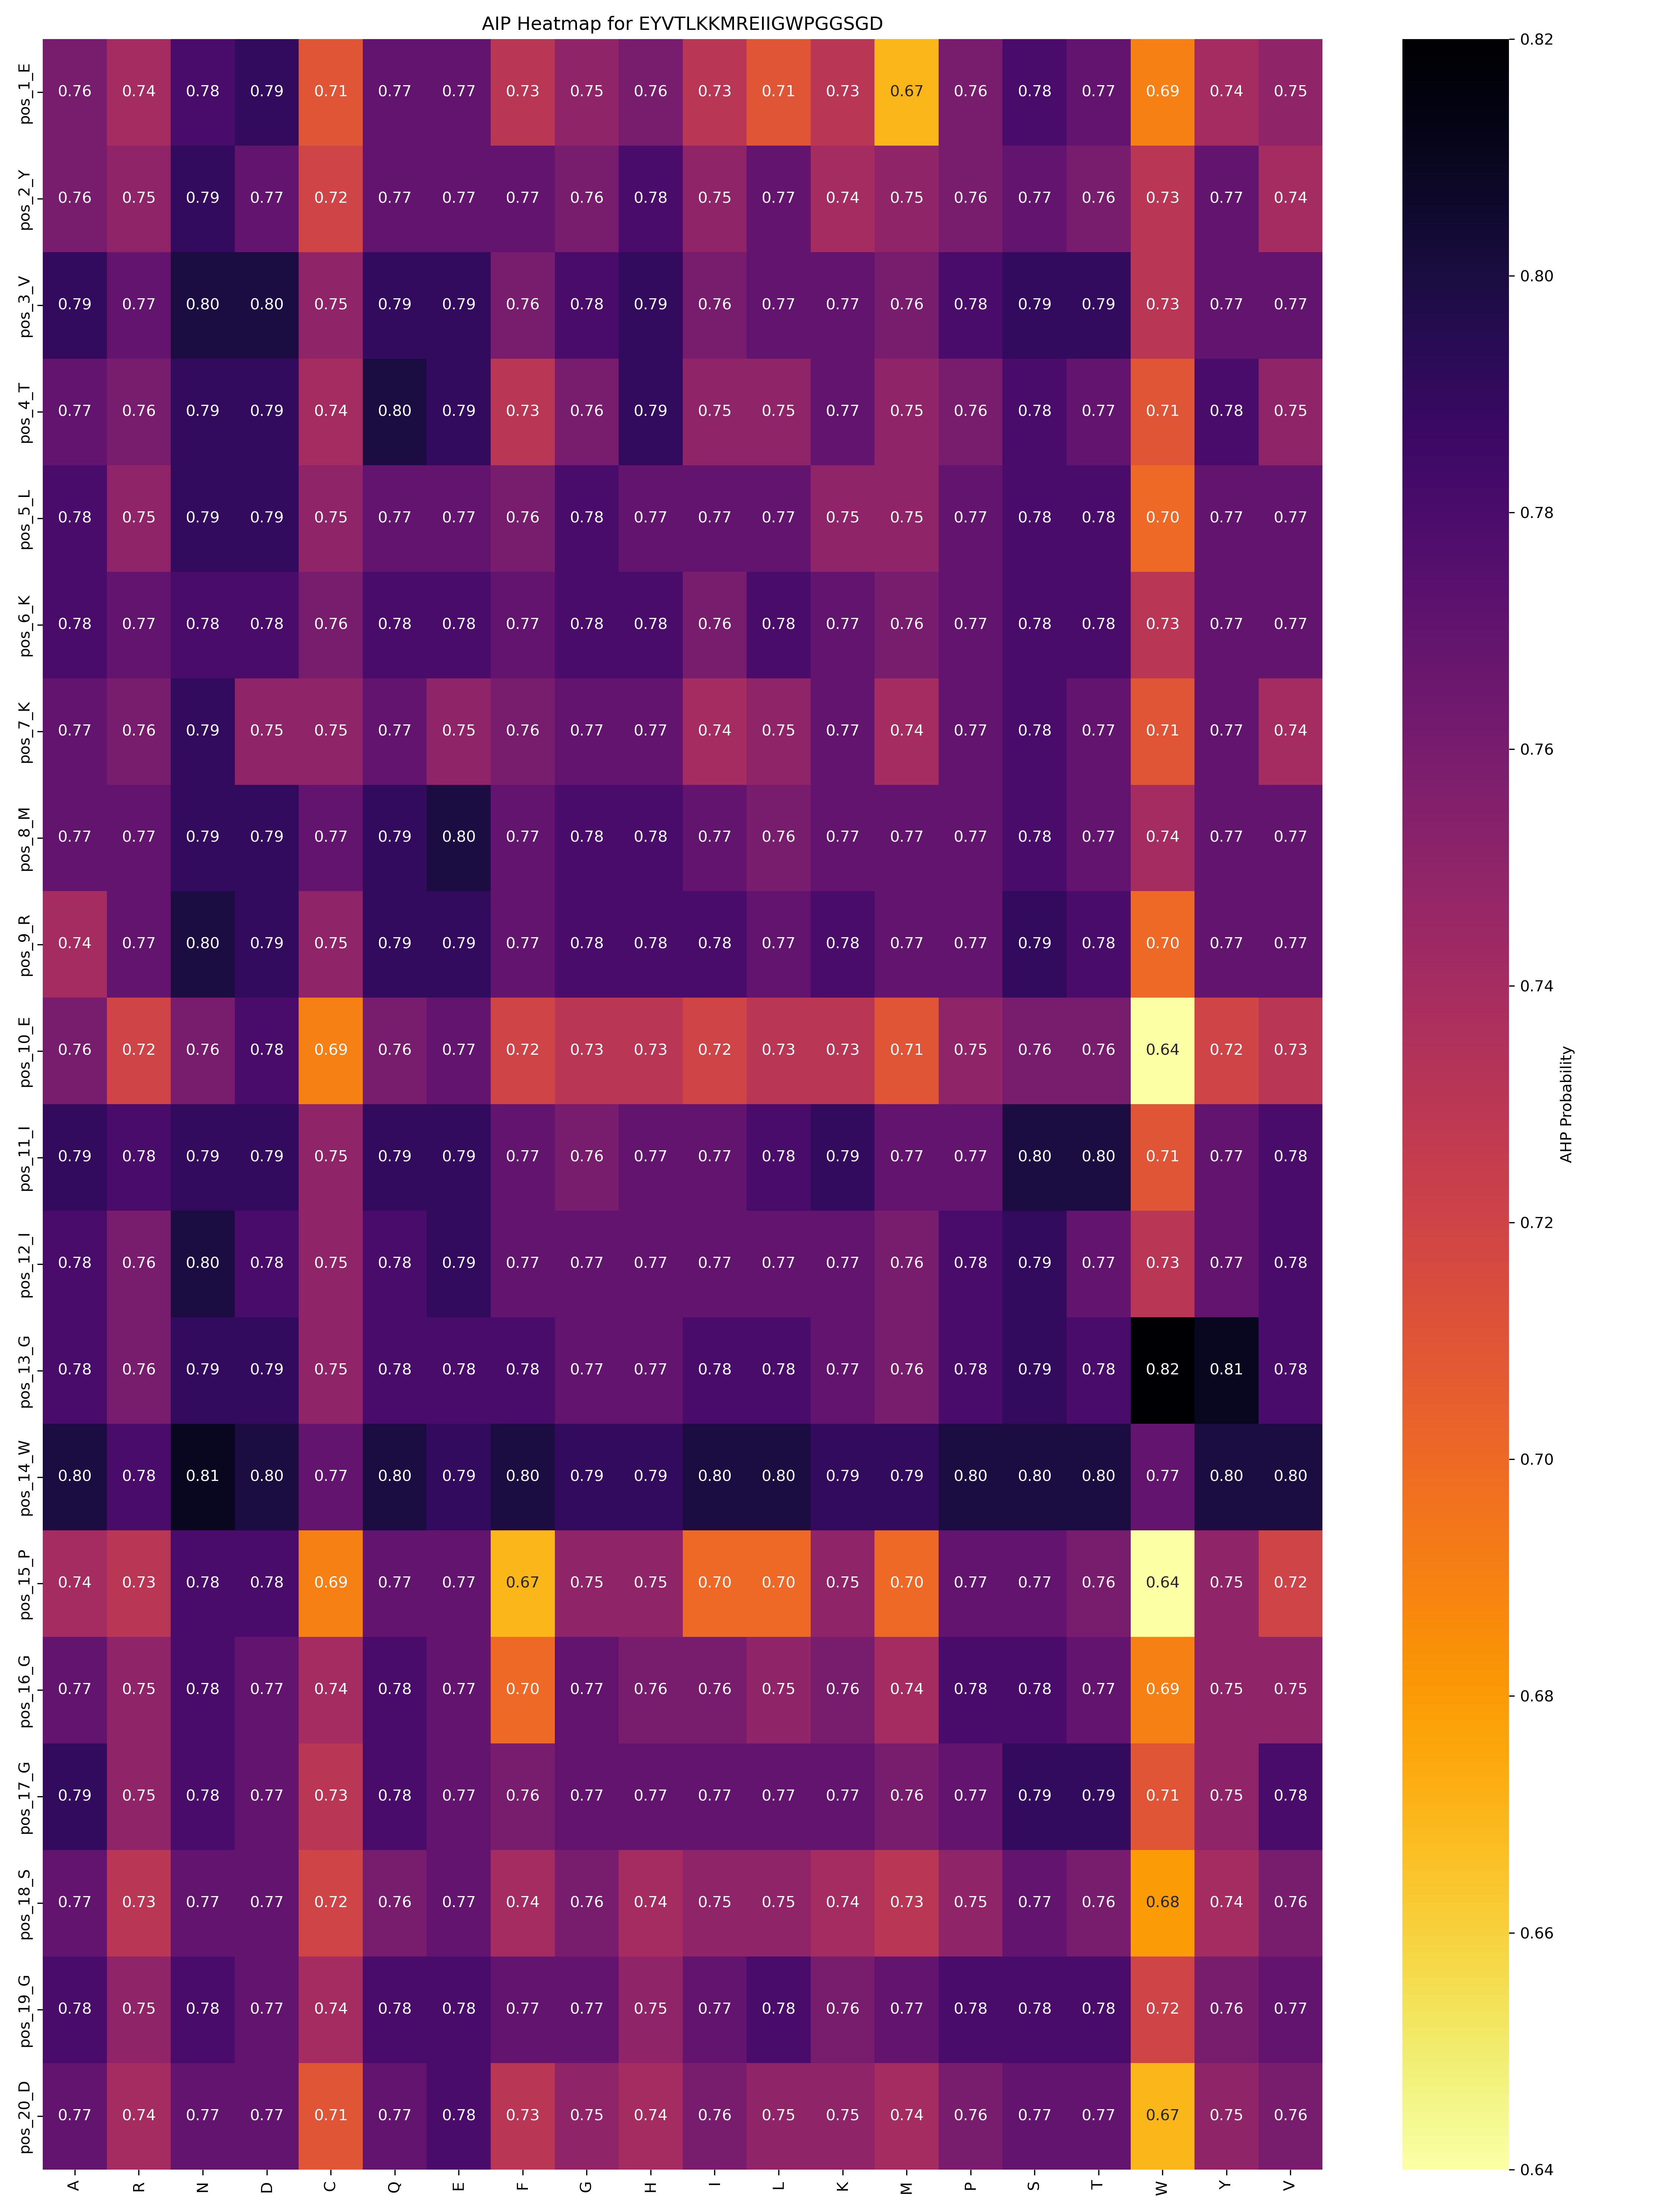 AIP Heatmap for EYVTLKKMREIIGWPGGSGD
pos_1_E 0.76 0.74 0.78 0.79 0.71 0.77 0.77 0.73 0.75 0.76 0.73 0.71 0.73 0.67 0.76 0.78 0.77 0.69 0.74 0.75
pos_2_Y 0.76 0.75 0.79 0.77 0.72 0.77 0.77 0.77 0.76 0.78 0.75 0.77 0.74 0.75 0.76 0.77 0.76 0.73 0.77 0.74
pos_3_V 0.79 0.77 0.80 0.80 0.75 0.79 0.79 0.76 0.78 0.79 0.76 0.77 0.77 0.76 0.78 0.79 0.79 0.73 0.77 0.77
pos_4_T 0.77 0.76 0.79 0.79 0.74 0.80 0.79 0.73 0.76 0.79 0.75 0.75 0.77 0.75 0.76 0.78 0.77 0.71 0.78 0.75
pos_5_L 0.78 0.75 0.79 0.79 0.75 0.77 0.77 0.76 0.78 0.77 0.77 0.77 0.75 0.75 0.77 0.78 0.78 0.70 0.77 0.77
pos_6_K 0.78 0.77 0.78 0.78 0.76 0.78 0.78 0.77 0.78 0.78 0.76 0.78 0.77 0.76 0.77 0.78 0.78 0.73 0.77 0.77
pos_7_K 0.77 0.76 0.79 0.75 0.75 0.77 0.75 0.76 0.77 0.77 0.74 0.75 0.77 0.74 0.77 0.78 0.77 0.71 0.77 0.74
pos_8_M 0.77 0.77 0.79 0.79 0.77 0.79 0.80 0.77 0.78 0.78 0.77 0.76 0.77 0.77 0.77 0.78 0.77 0.74 0.77 0.77
pos_9_R 0.74 0.77 0.80 0.79 0.75 0.79 0.79 0.77 0.78 0.78 0.78 0.77 0.78 0.77 0.77 0.79 0.78 0.70 0.77 0.77
pos_10_E 0.76 0.72 0.76 0.78 0.69 0.76 0.77 0.72 0.73 0.73 0.72 0.73 0.73 0.71 0.75 0.76 0.76 0.64 0.72 0.73
pos_11_I 0.79 0.78 0.79 0.79 0.75 0.79 0.79 0.77 0.76 0.77 0.77 0.78 0.79 0.77 0.77 0.80 0.80 0.71 0.77 0.78
pos_12_I 0.78 0.76 0.80 0.78 0.75 0.78 0.79 0.77 0.77 0.77 0.77 0.77 0.77 0.76 0.78 0.79 0.77 0.73 0.77 0.78
pos_13_G 0.78 0.76 0.79 0.79 0.75 0.78 0.78 0.78 0.77 0.77 0.78 0.78 0.77 0.76 0.78 0.79 0.78 0.82 0.81 0.78
pos_14_W 0.80 0.78 0.81 0.80 0.77 0.80 0.79 0.80 0.79 0.79 0.80 0.80 0.79 0.79 0.80 0.80 0.80 0.77 0.80 0.80
pos_15_P 0.74 0.73 0.78 0.78 0.69 0.77 0.77 0.67 0.75 0.75 0.70 0.70 0.75 0.70 0.77 0.77 0.76 0.64 0.75 0.72
pos_16_G 0.77 0.75 0.78 0.77 0.74 0.78 0.77 0.70 0.77 0.76 0.76 0.75 0.76 0.74 0.78 0.78 0.77 0.69 0.75 0.75
pos_17_G 0.79 0.75 0.78 0.77 0.73 0.78 0.77 0.76 0.77 0.77 0.77 0.77 0.77 0.76 0.77 0.79 0.79 0.71 0.75 0.78
pos_18_S 0.77 0.73 0.77 0.77 0.72 0.76 0.77 0.74 0.76 0.74 0.75 0.75 0.74 0.73 0.75 0.77 0.76 0.68 0.74 0.76
pos_19_G 0.78 0.75 0.78 0.77 0.74 0.78 0.78 0.77 0.77 0.75 0.77 0.78 0.76 0.77 0.78 0.78 0.78 0.72 0.76 0.77
pos_20_D 0.77 0.74 0.77 0.77 0.71 0.77 0.78 0.73 0.75 0.74 0.76 0.75 0.75 0.74 0.76 0.77 0.77 0.67 0.75 0.76
A R N D C Q E F G H I L K M P S T W Y V
0.82
0.80
0.78
0.76
0.74
0.72
0.70
0.68
0.66
0.64
AHP Probability